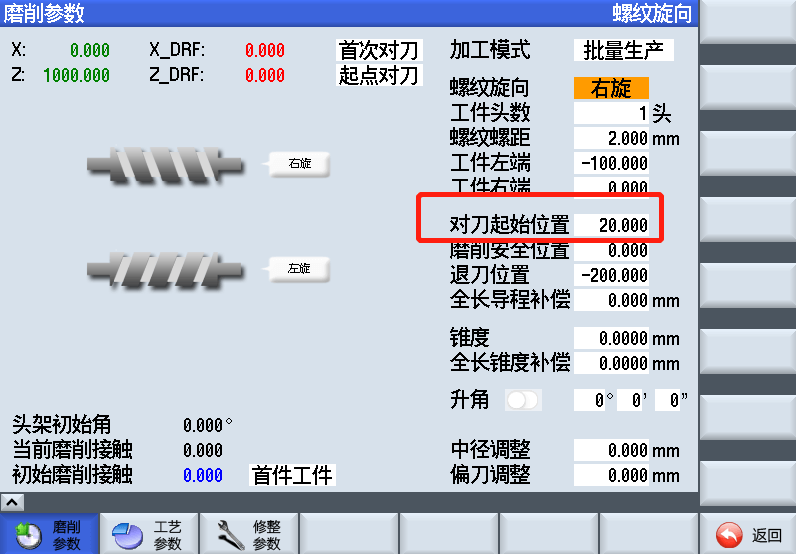 磨削参数 螺纹旋向
X: 0.000 X_DRF: 0.000 首次对刀 加工模式 批量生产
Z: 1000.000 Z_DRF: 0.000 起点对刀
螺纹旋向 右旋
工件头数 1 头
螺纹螺距 2.000 mm
右旋 工件左端 -100.000
工件右端 0.000
对刀起始位置 20.000
磨削安全位置 0.000
左旋 退刀位置 -200.000
全长导程补偿 0.000 mm
锥度 0.0000 mm
全长锥度补偿 0.0000 mm
升角 0° 0' 0"
头架初始角 0.000°
当前磨削接触 0.000 中径调整 0.000 mm
初始磨削接触 0.000 首件工件 偏刀调整 0.000 mm
磨削参数 工艺参数 修整参数 返回